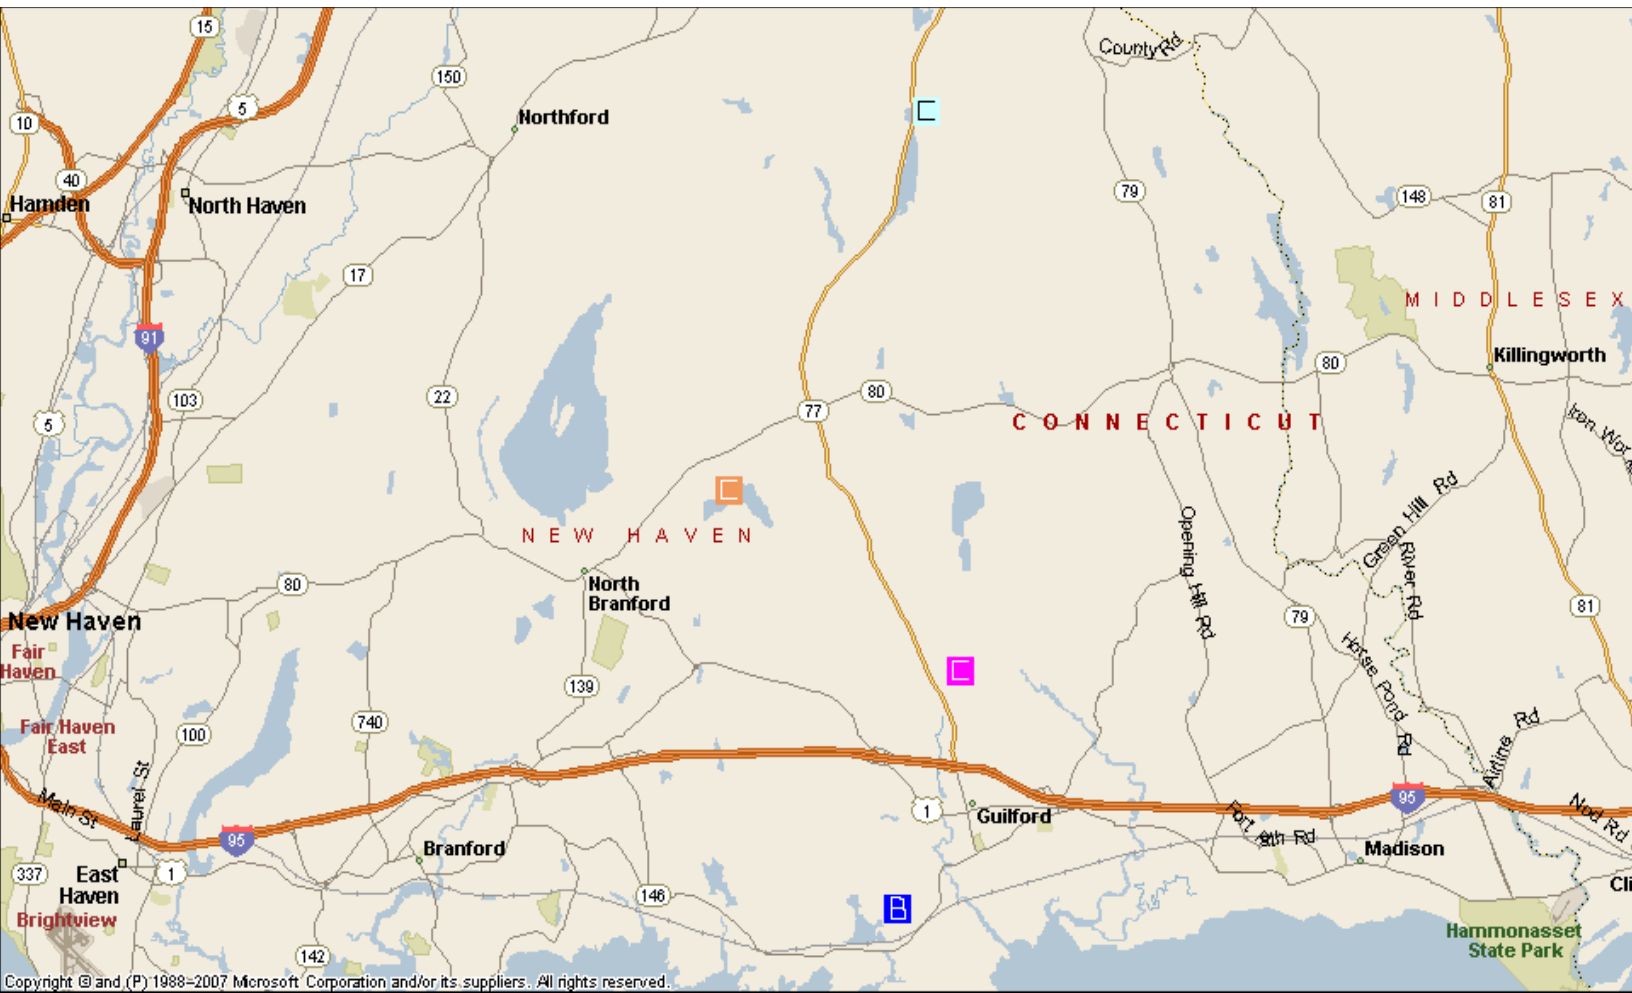 15
5
10
40
Hamden
North Haven
150
Northford
17
91
103
5
22
C
County Rd
79
148
81
MIDDLESEX
Killingworth
80
80
77
CONNECTICUT
C
NEW HAVEN
North
Branford
80
New Haven
Fair
Haven
Fair Haven
East
139
740
100
Laurel St
Main St
95
East
Haven
1
337
Brightview
142
Branford
146
C
1
Guilford
B
Opening Hill Rd
Green Hill Rd
River Rd
79
Horse Pond Rd
81
Airline Rd
95
Nod Rd
Madison
Hammonasset
State Park
Copyright © and (P) 1988–2007 Microsoft Corporation and/or its suppliers. All rights reserved.